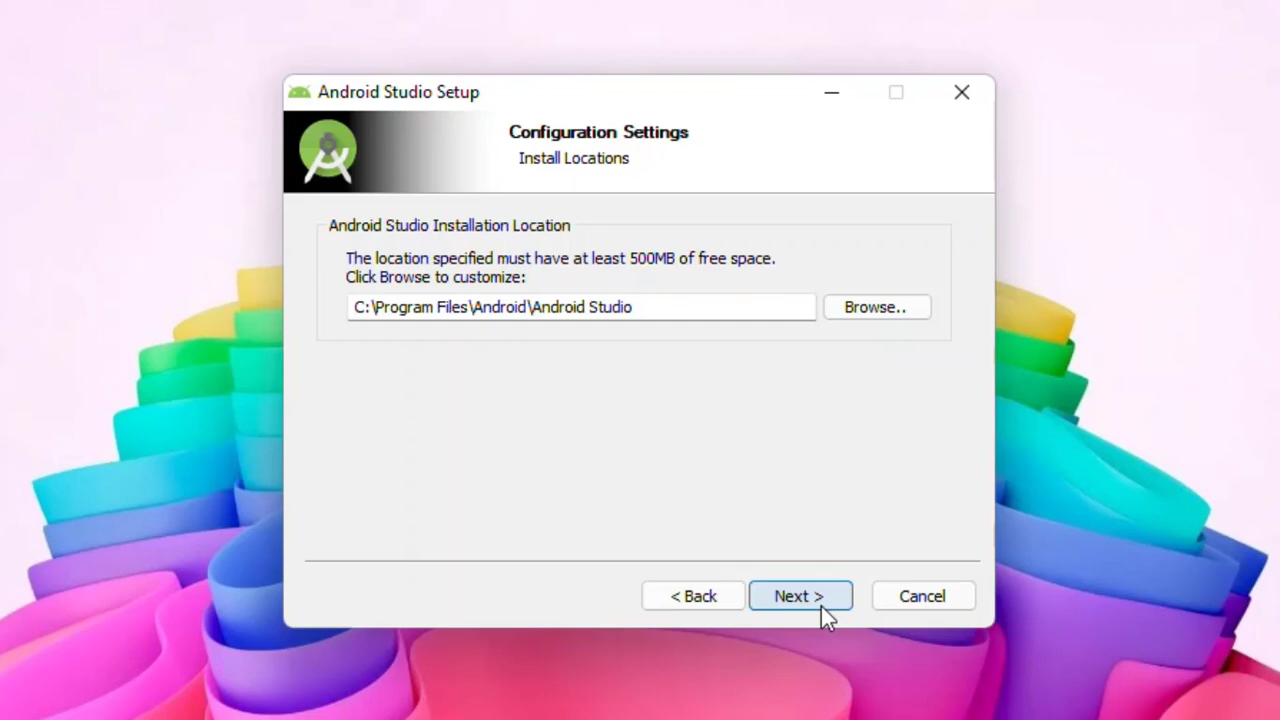 Android Studio Setup
Configuration Settings
Install Locations
Android Studio Installation Location
The location specified must have at least 500MB of free space.
Click Browse to customize:
C:\Program Files\Android\Android Studio
Browse..
< Back
Next >
Cancel